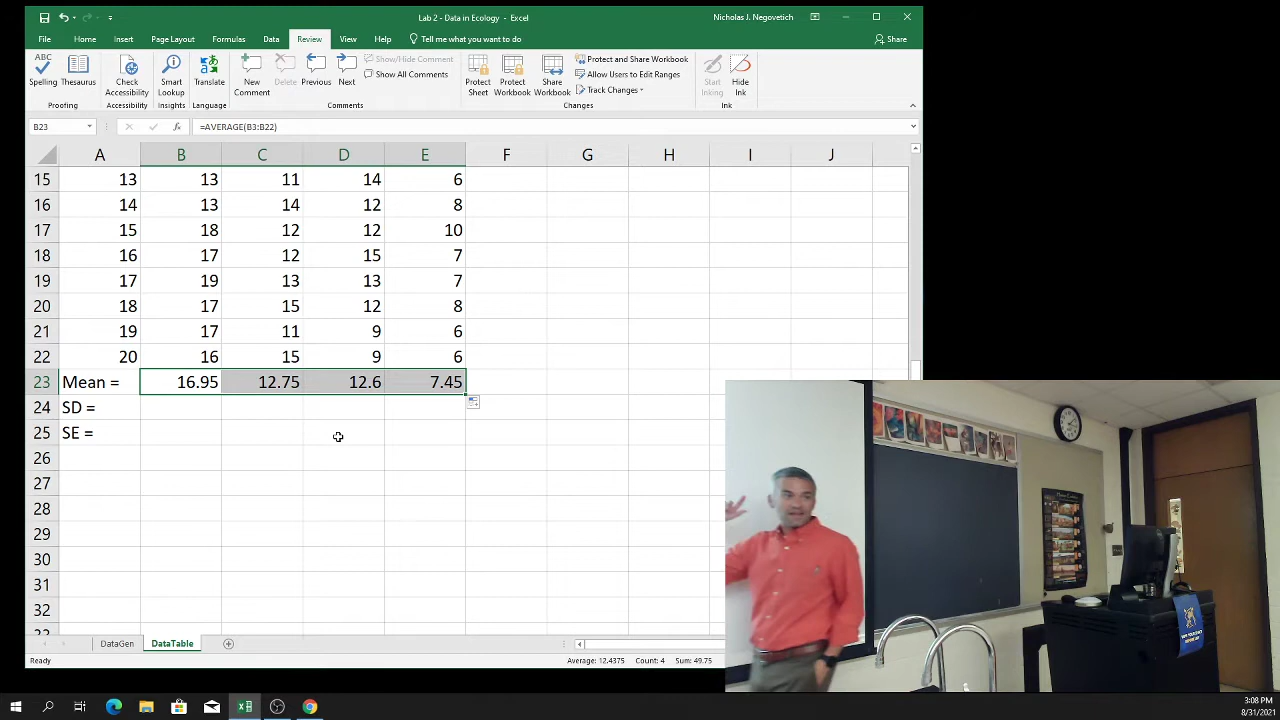 Lab 2 - Data in Ecology - Excel
Nicholas J. Negovetich
File Home Insert Page Layout Formulas Data Review View Help Tell me what you want to do Share
ABC
Spelling Thesaurus Check Accessibility Smart Lookup Translate New Comment Delete Previous Next Show/Hide Comment Show All Comments Protect Sheet Protect Workbook Share Workbook Protect and Share Workbook Allow Users to Edit Ranges Track Changes Start Inking Hide Ink
Proofing Accessibility Insights Language Comments Changes Ink
B23 fx =AVERAGE(B3:B22)
A B C D E F G H I J
15 13 13 11 14 6
16 14 13 14 12 8
17 15 18 12 12 10
18 16 17 12 15 7
19 17 19 13 13 7
20 18 17 15 12 8
21 19 17 11 9 6
22 20 16 15 9 6
23 Mean = 16.95 12.75 12.6 7.45
24 SD =
25 SE =
26
27
28
29
30
31
32
DataGen DataTable
Ready Average: 12.4375 Count: 4 Sum: 49.75
3:08 PM
8/31/2021